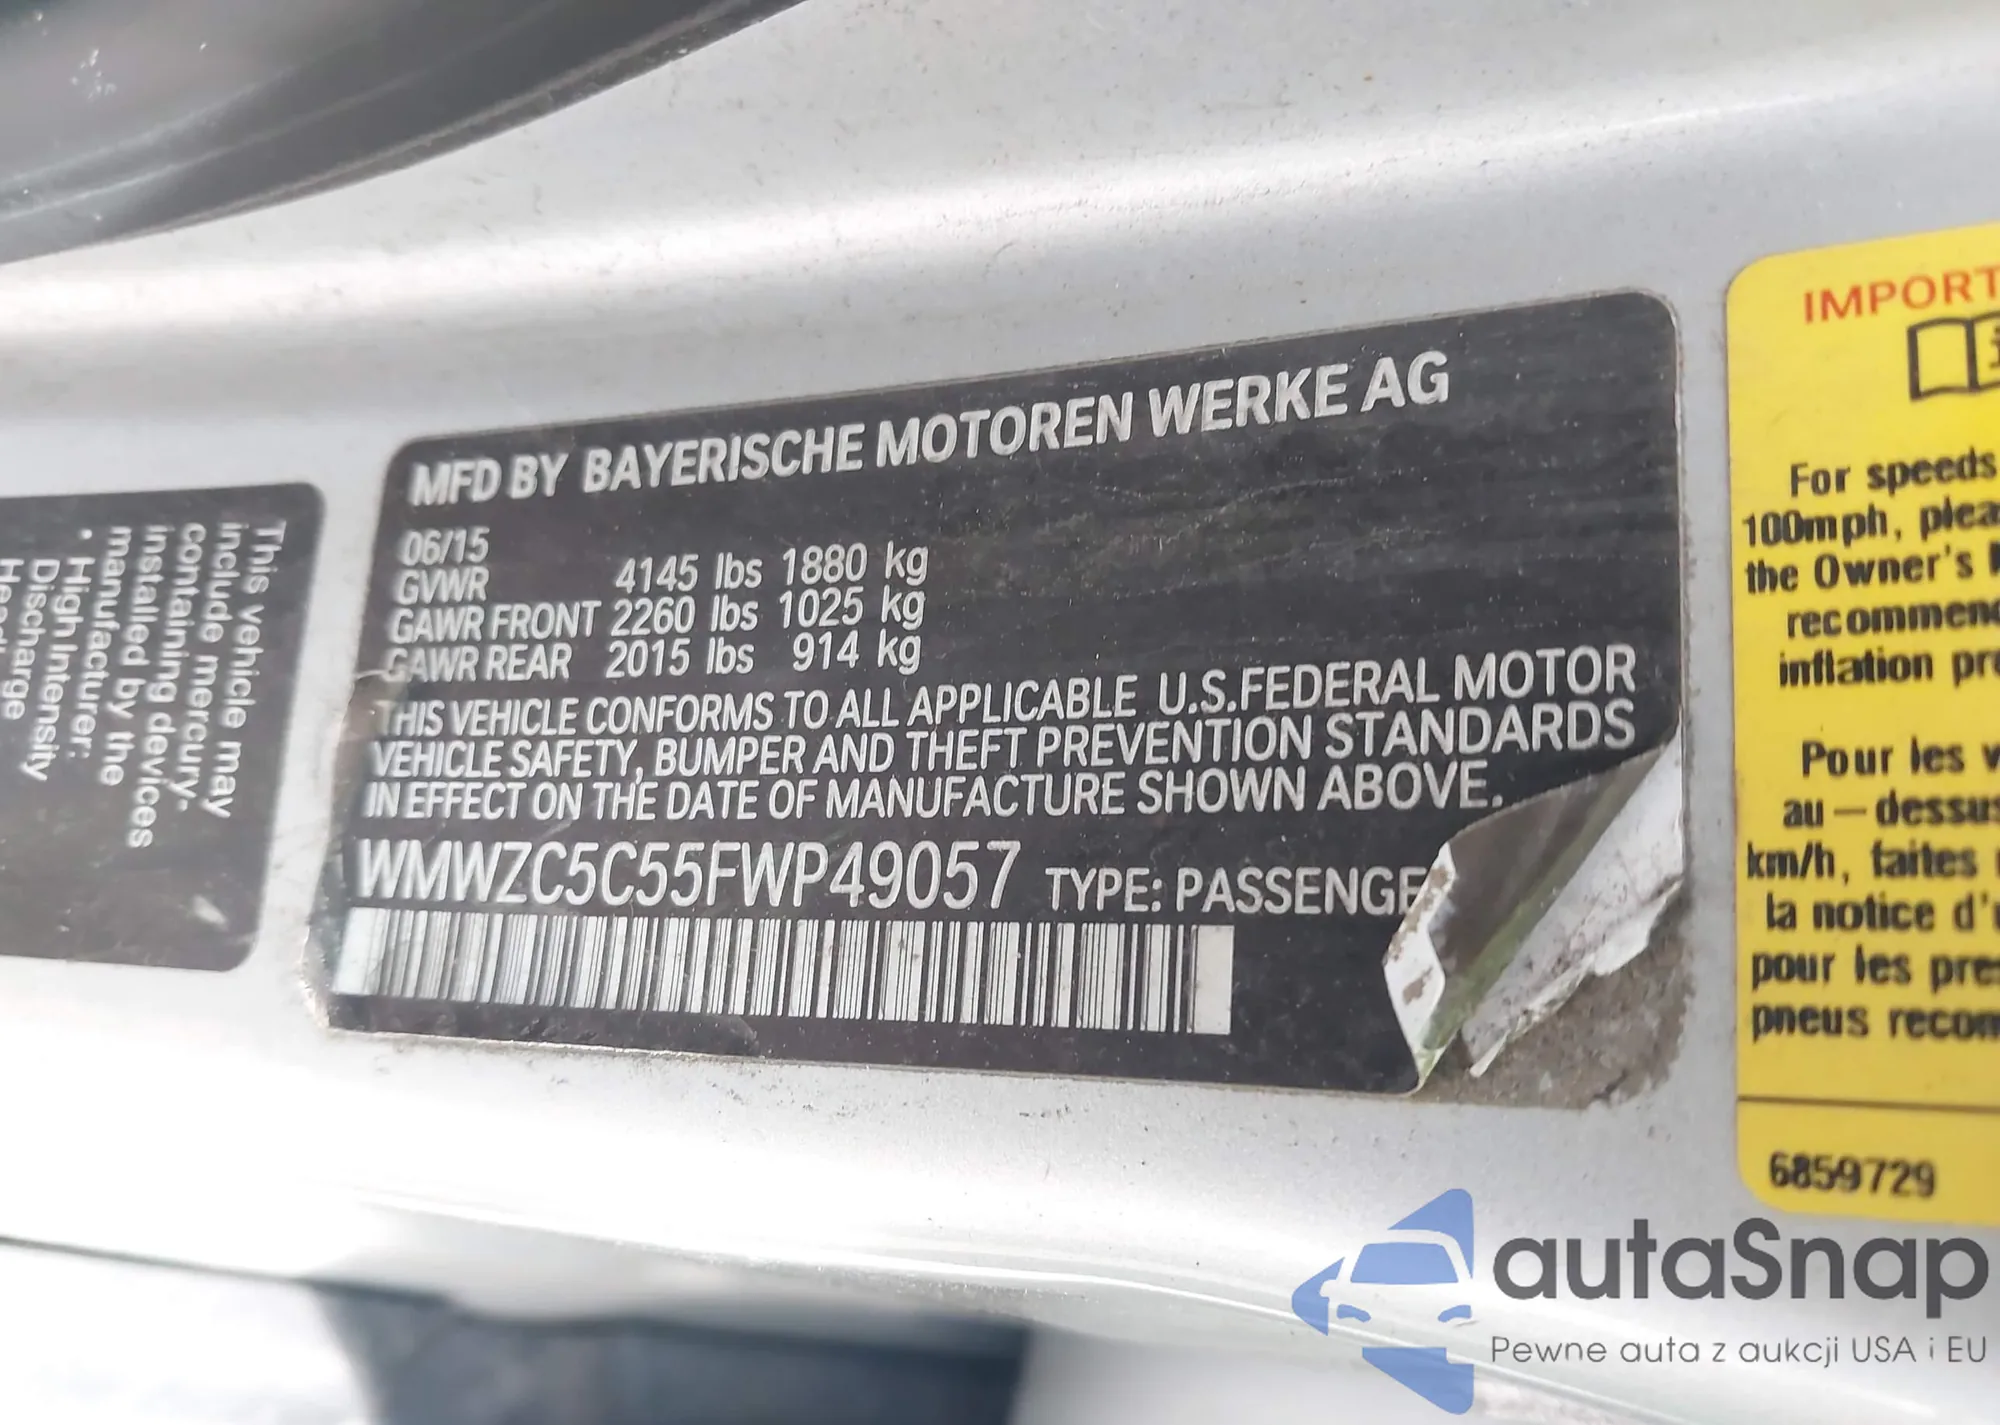 This vehicle may
include mercury-
containing devices
installed by the
manufacturer:
• High Intensity
Discharge
MFD BY BAYERISCHE MOTOREN WERKE AG
06/15
GVWR 4145 lbs 1880 kg
GAWR FRONT 2260 lbs 1025 kg
GAWR REAR 2015 lbs 914 kg
THIS VEHICLE CONFORMS TO ALL APPLICABLE U.S.FEDERAL MOTOR
VEHICLE SAFETY, BUMPER AND THEFT PREVENTION STANDARDS
IN EFFECT ON THE DATE OF MANUFACTURE SHOWN ABOVE.
WMWZC5C55FWP49057 TYPE: PASSENGE
IMPORT
For speeds
100mph, plea
the Owner's
recommen
inflation pre
Pour les v
au-dessus
km/h, faites
la notice d'
pour les pres
pneus recom
6859729
autaSnap
Pewne auta z aukcji USA i EU